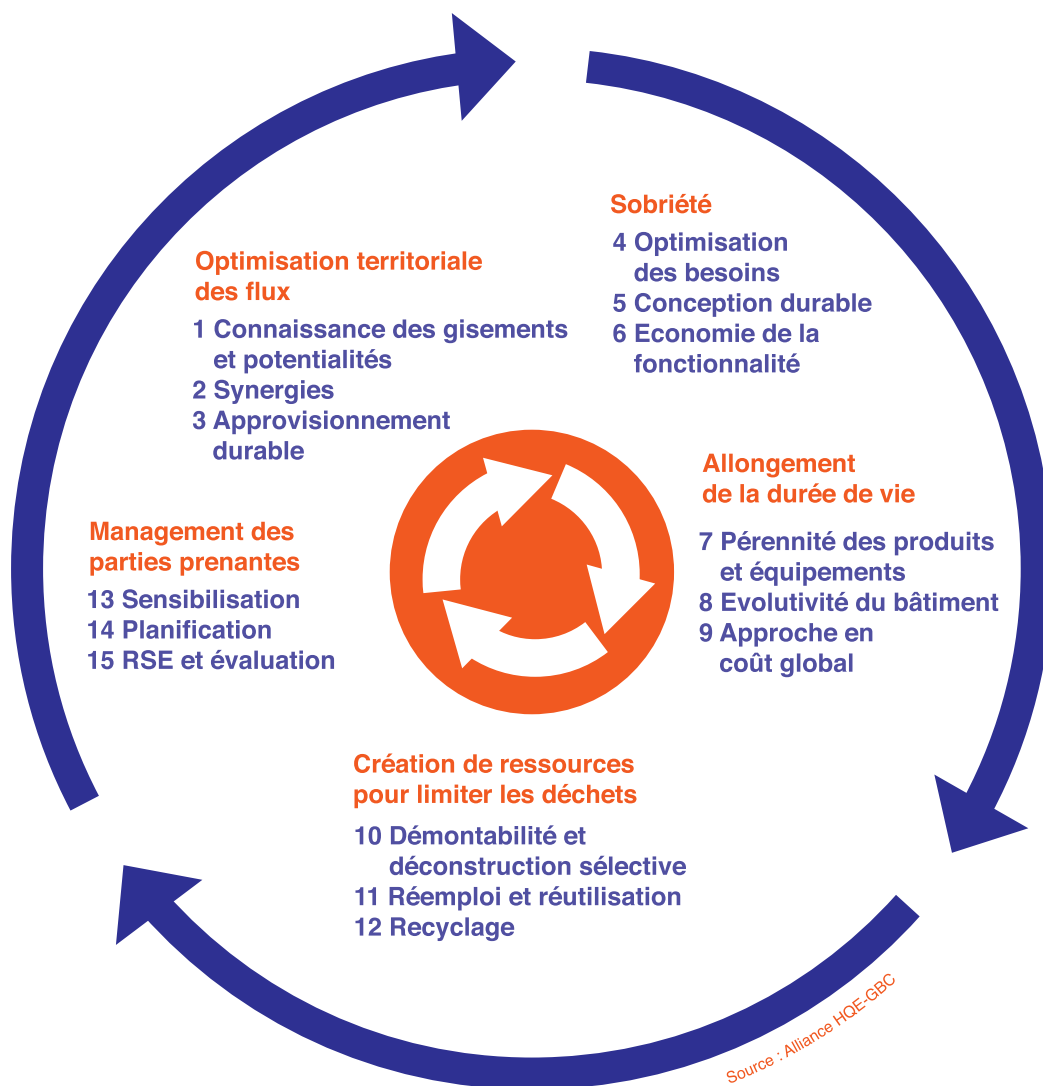 Optimisation territoriale
des flux
1 Connaissance des gisements
et potentialités
2 Synergies
3 Approvisionnement
durable
Sobriété
4 Optimisation
des besoins
5 Conception durable
6 Economie de la
fonctionnalité
Allongement
de la durée de vie
7 Pérennité des produits
et équipements
8 Evolutivité du bâtiment
9 Approche en
coût global
Création de ressources
pour limiter les déchets
10 Démontabilité et
déconstruction sélective
11 Réemploi et réutilisation
12 Recyclage
Management des
parties prenantes
13 Sensibilisation
14 Planification
15 RSE et évaluation
Source : Alliance HQE-GBC